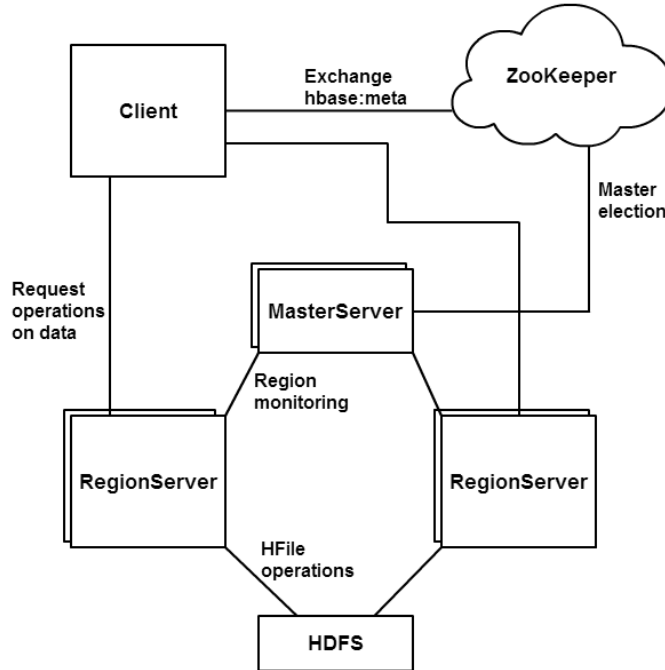 ZooKeeper
Exchange
hbase:meta
Client
Master
election
Request
operations
on data
MasterServer
Region
monitoring
RegionServer
RegionServer
HFile
operations
HDFS